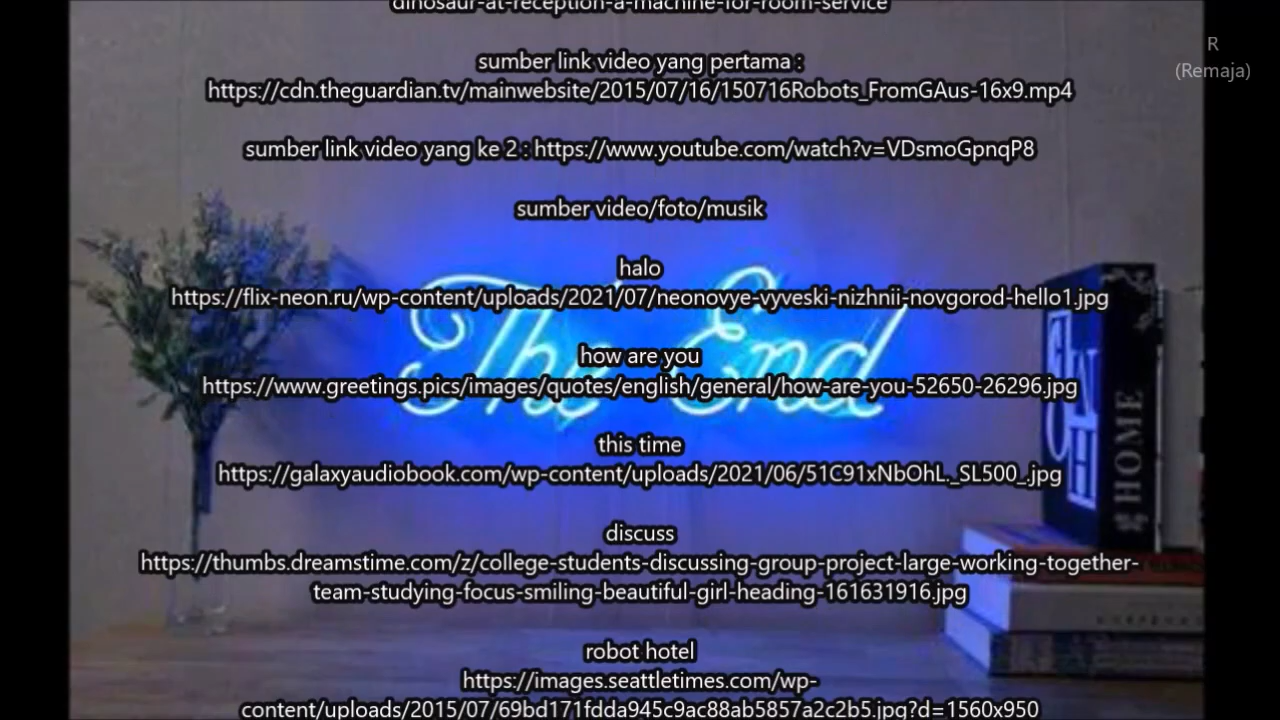 dinosaur-at-reception-a-machine-for-room-service
R
(Remaja)
sumber link video yang pertama :
https://cdn.theguardian.tv/mainwebsite/2015/07/16/150716Robots_FromGAus-16x9.mp4
sumber link video yang ke 2 : https://www.youtube.com/watch?v=VDsmoGpnqP8
sumber video/foto/musik
halo
https://flix-neon.ru/wp-content/uploads/2021/07/neonovye-vyveski-nizhnii-novgorod-hello1.jpg
The End
how are you
https://www.greetings.pics/images/quotes/english/general/how-are-you-52650-26296.jpg
this time
https://galaxyaudiobook.com/wp-content/uploads/2021/06/51C91xNbOhL._SL500_.jpg
HOME
discuss
https://thumbs.dreamstime.com/z/college-students-discussing-group-project-large-working-together-
team-studying-focus-smiling-beautiful-girl-heading-161631916.jpg
robot hotel
https://images.seattletimes.com/wp-
content/uploads/2015/07/69bd171fdda945c9ac88ab5857a2c2b5.jpg?d=1560x950